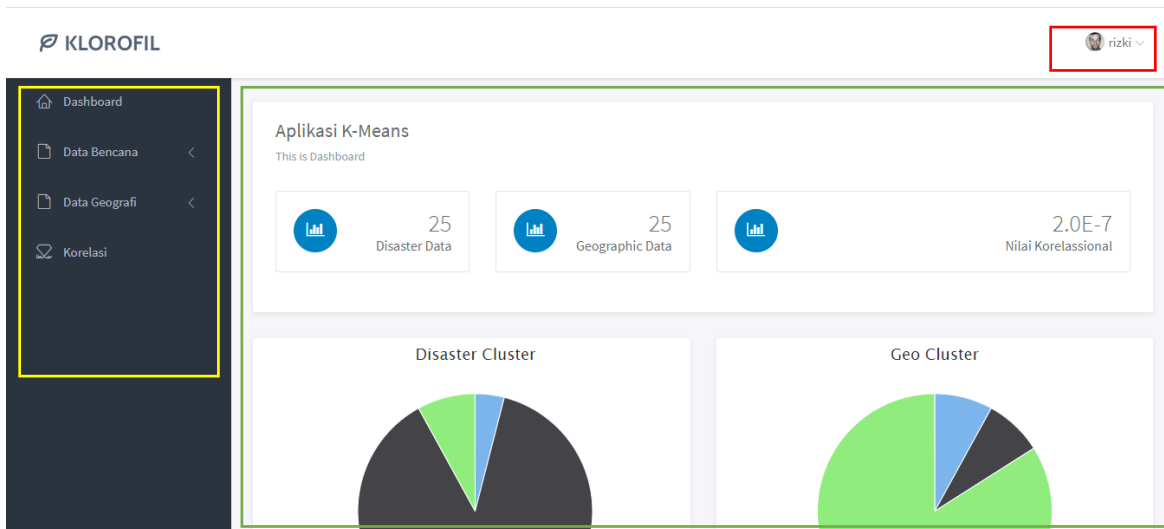 KLOROFIL
rizki
Dashboard
Data Bencana
Data Geografi
Korelasi
Aplikasi K-Means
This is Dashboard
25
Disaster Data
25
Geographic Data
2.0E-7
Nilai Korelassional
Disaster Cluster
Geo Cluster